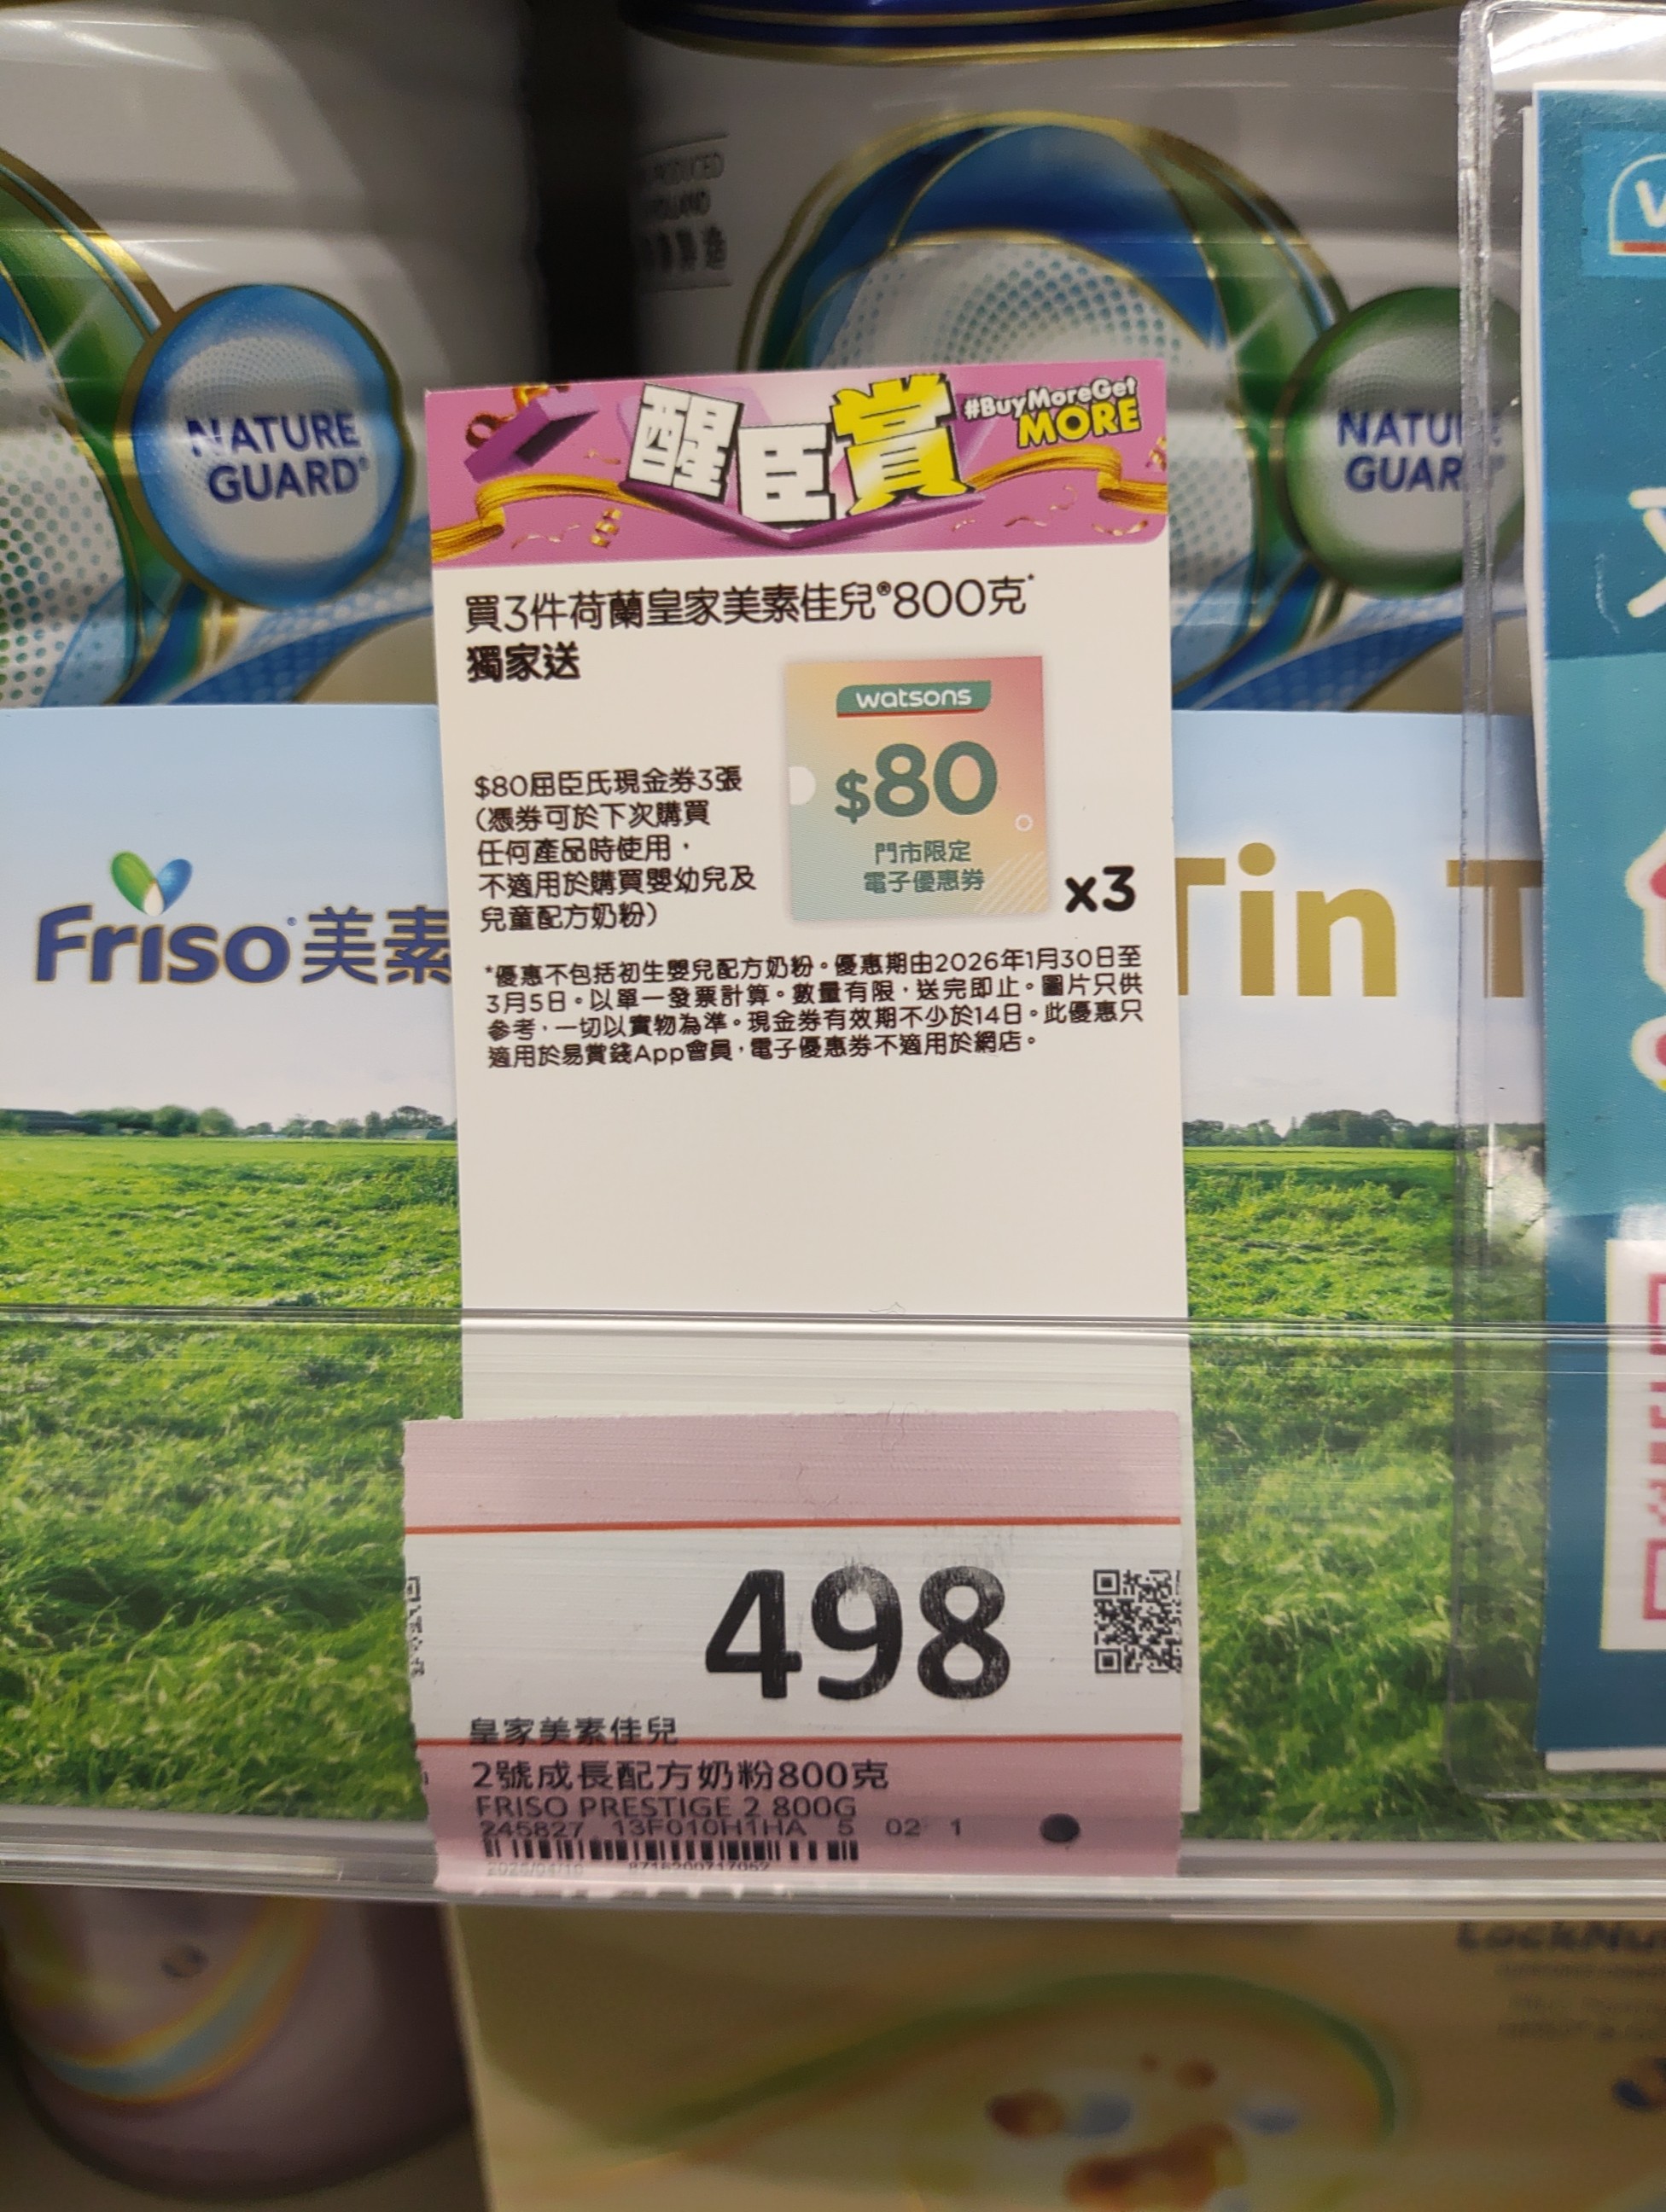 PRODUCED
HOLLAND
NATURE
GUARD®
NATURE
GUARD
醒臣賞
#BuyMoreGet
MORE
買3件荷蘭皇家美素佳兒®800克*
獨家送
watsons
$80
門市限定
電子優惠券
x3
$80屈臣氏現金券3張
(憑券可於下次購買
任何產品時使用，
不適用於購買嬰幼兒及
兒童配方奶粉)
*優惠不包括初生嬰兒配方奶粉。優惠期由2026年1月30日至
3月5日。以單一發票計算。數量有限，送完即止。圖片只供
參考，一切以實物為準。現金券有效期不少於14日。此優惠只
適用於易賞錢App會員，電子優惠券不適用於網店。
Friso®美素
Tin T
498
皇家美素佳兒
2號成長配方奶粉800克
FRISO PRESTIGE 2 800G
245827 13F010H1HA 5 02 1
8716200717052
LockNu